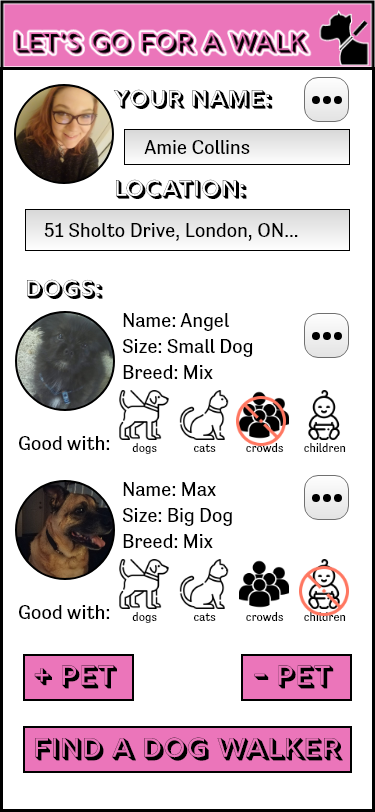 LET'S GO FOR A WALK
YOUR NAME:
Amie Collins
LOCATION:
51 Sholto Drive, London, ON...
DOGS:
Name: Angel
Size: Small Dog
Breed: Mix
Good with:
dogs cats crowds children
Name: Max
Size: Big Dog
Breed: Mix
Good with:
dogs cats crowds children
+ PET - PET
FIND A DOG WALKER